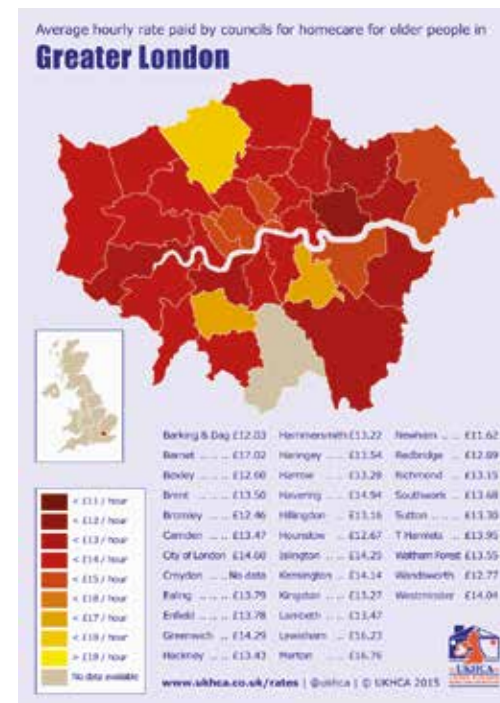 Average hourly rate paid by councils for homecare for older people in
Greater London
Barking & Dag £12.03
Barnet ... .. £17.02
Bexley ... .. £12.60
Brent ... .. £13.50
Bromley ... £12.46
Camden ... £13.47
City of London £14.60
Croydon ... No data
Ealing ... .. £13.79
Enfield ... .. £13.78
Greenwich .. £14.29
Hackney ... £13.43
Hammersmith £13.22
Haringey
Harrow ... .. £13.28
Havering ... £14.94
Hillingdon ... £13.16
Hounslow ... £12.67
Islington ... £14.25
Kensington ... £14.14
Kingston ... £13.27
Lambeth ... £13.47
Lewisham ... £16.23
Merton ... .. £16.76
Newham ... .. £11.62
Redbridge ... £12.69
Richmond ... £13.15
Southwark ... £13.68
Sutton ... .. £13.30
T Hamlets ... £13.95
Waltham Forest £13.55
Wandsworth ... £12.77
Westminster £14.04
< £11 / hour
< £12 / hour
< £13 / hour
< £14 / hour
< £15 / hour
< £16 / hour
< £17 / hour
< £18 / hour
> £18 / hour
No data available
www.ukhca.co.uk/rates | @ukhca | © UKHCA 2015
UKHCA